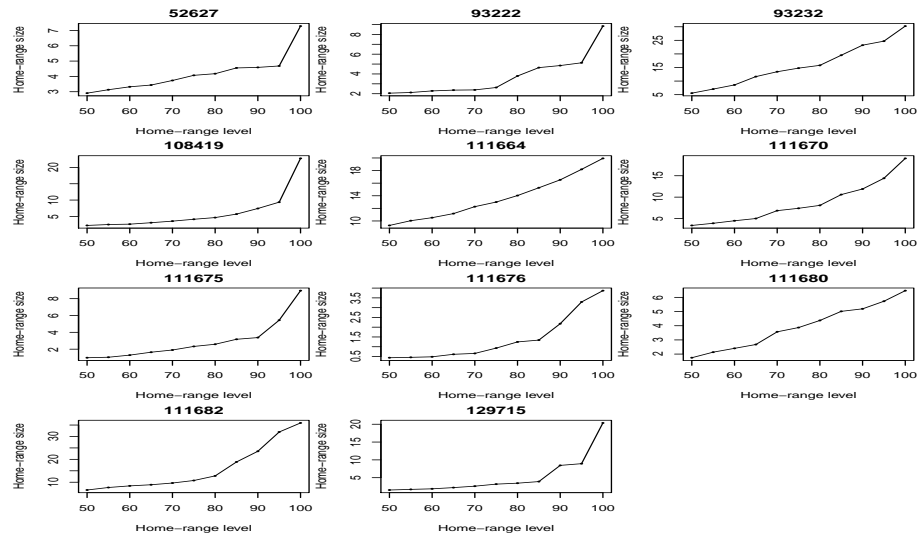 52627
93222
93232
Home−range size
3 4 5 6 7
50 60 70 80 90 100
Home−range level
Home−range size
2 4 6 8
50 60 70 80 90 100
Home−range level
Home−range size
5 15 25
50 60 70 80 90 100
Home−range level
108419
111664
111670
Home−range size
5 10 20
50 60 70 80 90 100
Home−range level
Home−range size
10 14 18
50 60 70 80 90 100
Home−range level
Home−range size
5 10 15
50 60 70 80 90 100
Home−range level
111675
111676
111680
Home−range size
2 4 6 8
50 60 70 80 90 100
Home−range level
Home−range size
0.5 1.5 2.5 3.5
50 60 70 80 90 100
Home−range level
Home−range size
2 3 4 5 6
50 60 70 80 90 100
Home−range level
111682
129715
Home−range size
10 20 30
50 60 70 80 90 100
Home−range level
Home−range size
5 10 15 20
50 60 70 80 90 100
Home−range level